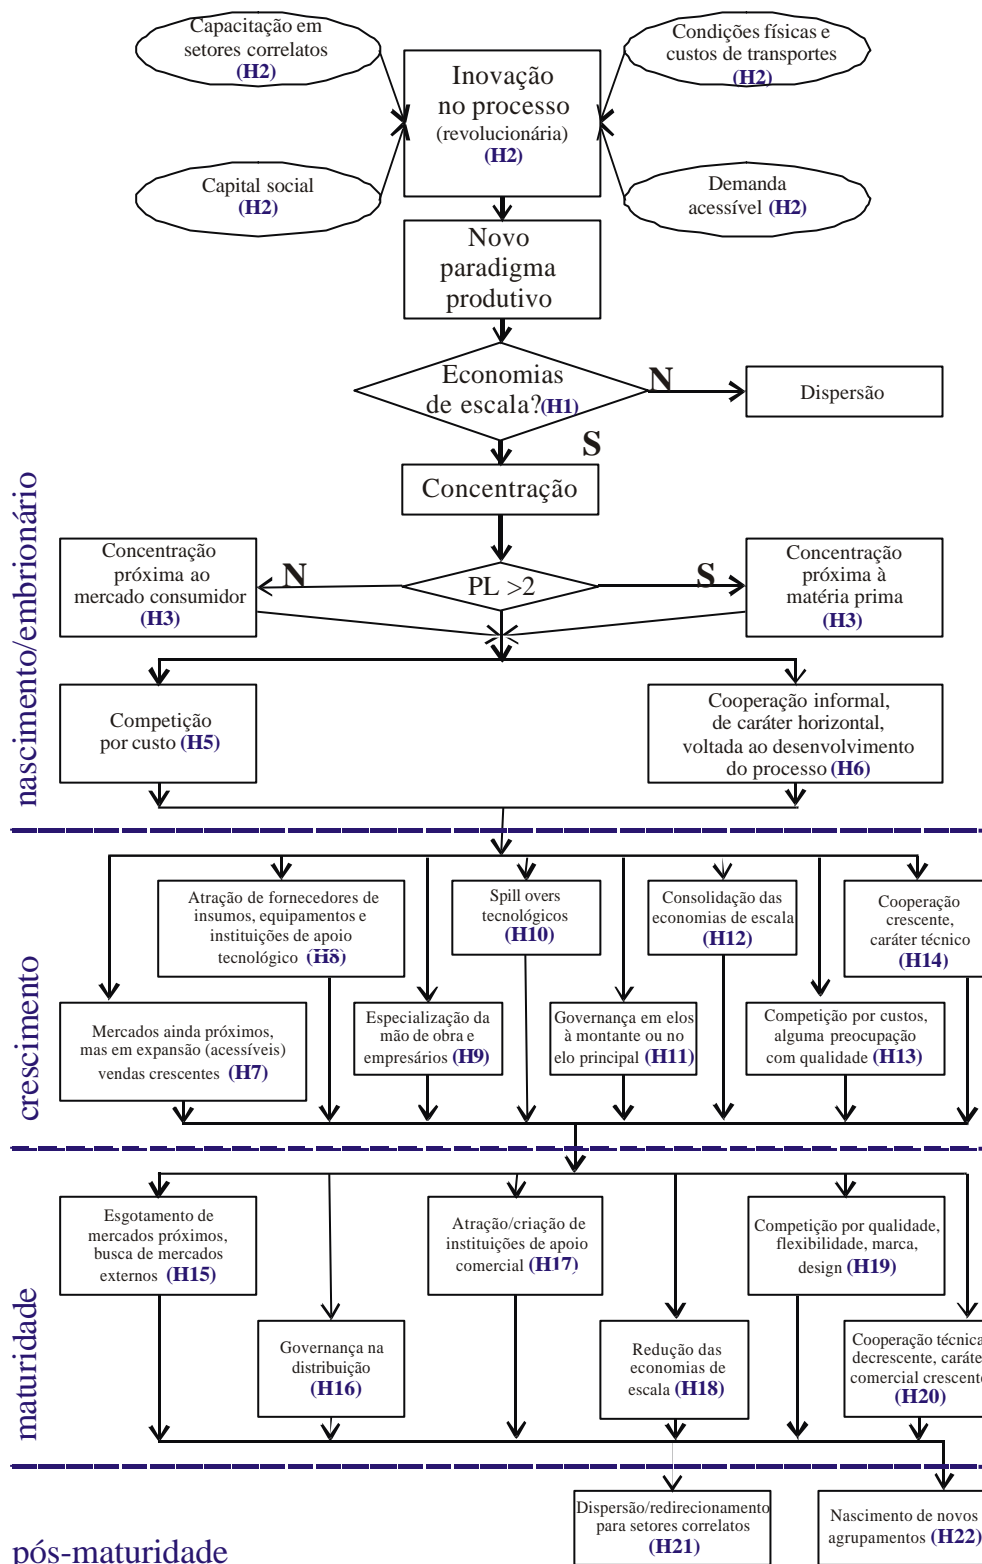 Capacitação em
setores correlatos
(H2)
Condições físicas e
custos de transportes
(H2)
Inovação
no processo
(revolucionária)
(H2)
Capital social
(H2)
Demanda
acessível (H2)
Novo
paradigma
produtivo
Economias
de escala?(H1)
N
Dispersão
S
Concentração
nascimento/embrionário
Concentração
próxima ao
mercado consumidor
(H3)
N
PL >2
S
Concentração
próxima à
matéria prima
(H3)
Competição
por custo (H5)
Cooperação informal,
de caráter horizontal,
voltada ao desenvolvimento
do processo (H6)
crescimento
Atração de fornecedores de
insumos, equipamentos e
instituições de apoio
tecnológico (H8)
Spill overs
tecnológicos
(H10)
Consolidação das
economias de escala
(H12)
Cooperação
crescente,
caráter técnico
(H14)
Mercados ainda próximos,
mas em expansão (acessíveis)
vendas crescentes (H7)
Especialização da
mão de obra e
empresários (H9)
Governança em elos
à montante ou no
elo principal (H11)
Competição por custos,
alguma preocupação
com qualidade (H13)
maturidade
Esgotamento de
mercados próximos,
busca de mercados
externos (H15)
Atração/criação de
instituições de apoio
comercial (H17)
Competição por qualidade,
flexibilidade, marca,
design (H19)
Governança na
distribuição
(H16)
Redução das
economias de
escala (H18)
Cooperação técnica
decrescente, caráte
comercial crescent
(H20)
pós-maturidade
Dispersão/redirecionamento
para setores correlatos
(H21)
Nascimento de novos
agrupamentos (H22)